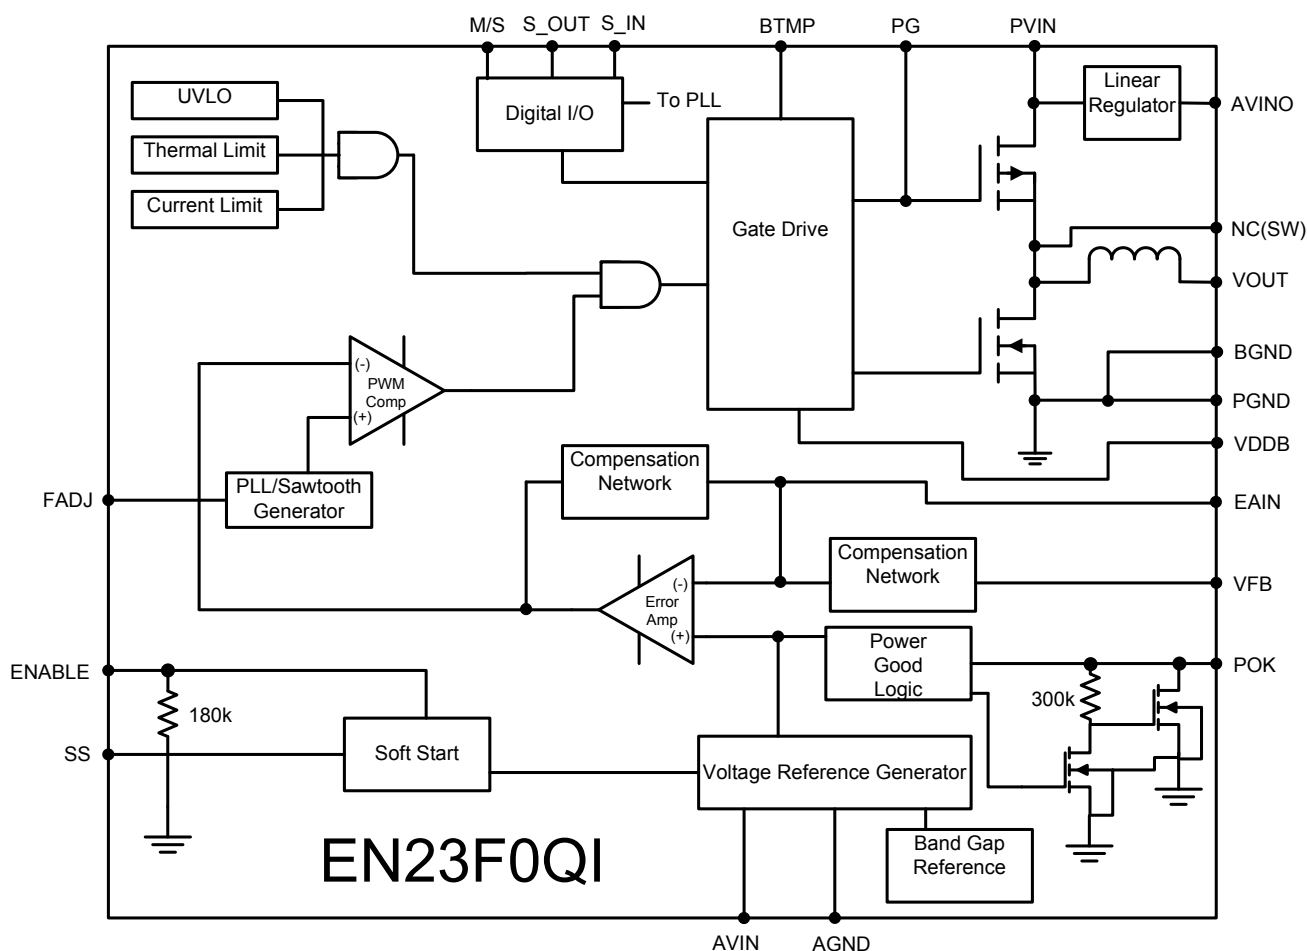 M/S
S_OUT
S_IN
BTMP
PG
PVIN
UVLO
Digital I/O
To PLL
Linear
Regulator
AVINO
Thermal Limit
Current Limit
Gate Drive
NC(SW)
VOUT
(-)
PWM
Comp
(+)
BGND
PGND
VDDB
FADJ
PLL/Sawtooth
Generator
Compensation
Network
EAIN
Compensation
Network
VFB
(-)
Error
Amp
(+)
Power
Good
Logic
POK
ENABLE
180k
300k
SS
Soft Start
Voltage Reference Generator
EN23F0QI
Band Gap
Reference
AVIN
AGND